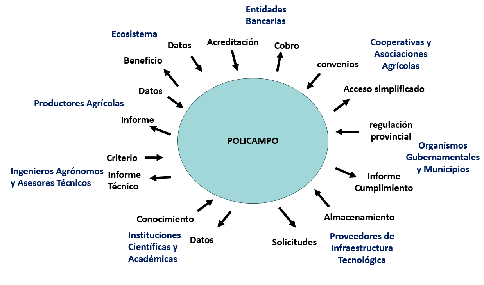 Entidades
Bancarias
Ecosistema
Datos
Acreditación
Cobro
Cooperativas y
Asociaciones
Agrícolas
Beneficio
convenios
Datos
Acceso simplificado
Productores Agrícolas
Informe
regulación
provincial
POLICAMPO
Organismos
Gubernamentales
y Municipios
Criterio
Ingenieros Agrónomos
y Asesores Técnicos
Informe
Técnico
Informe
Cumplimiento
Conocimiento
Almacenamiento
Instituciones
Científicas y
Académicas
Datos
Solicitudes
Proveedores de
Infraestructura
Tecnológica